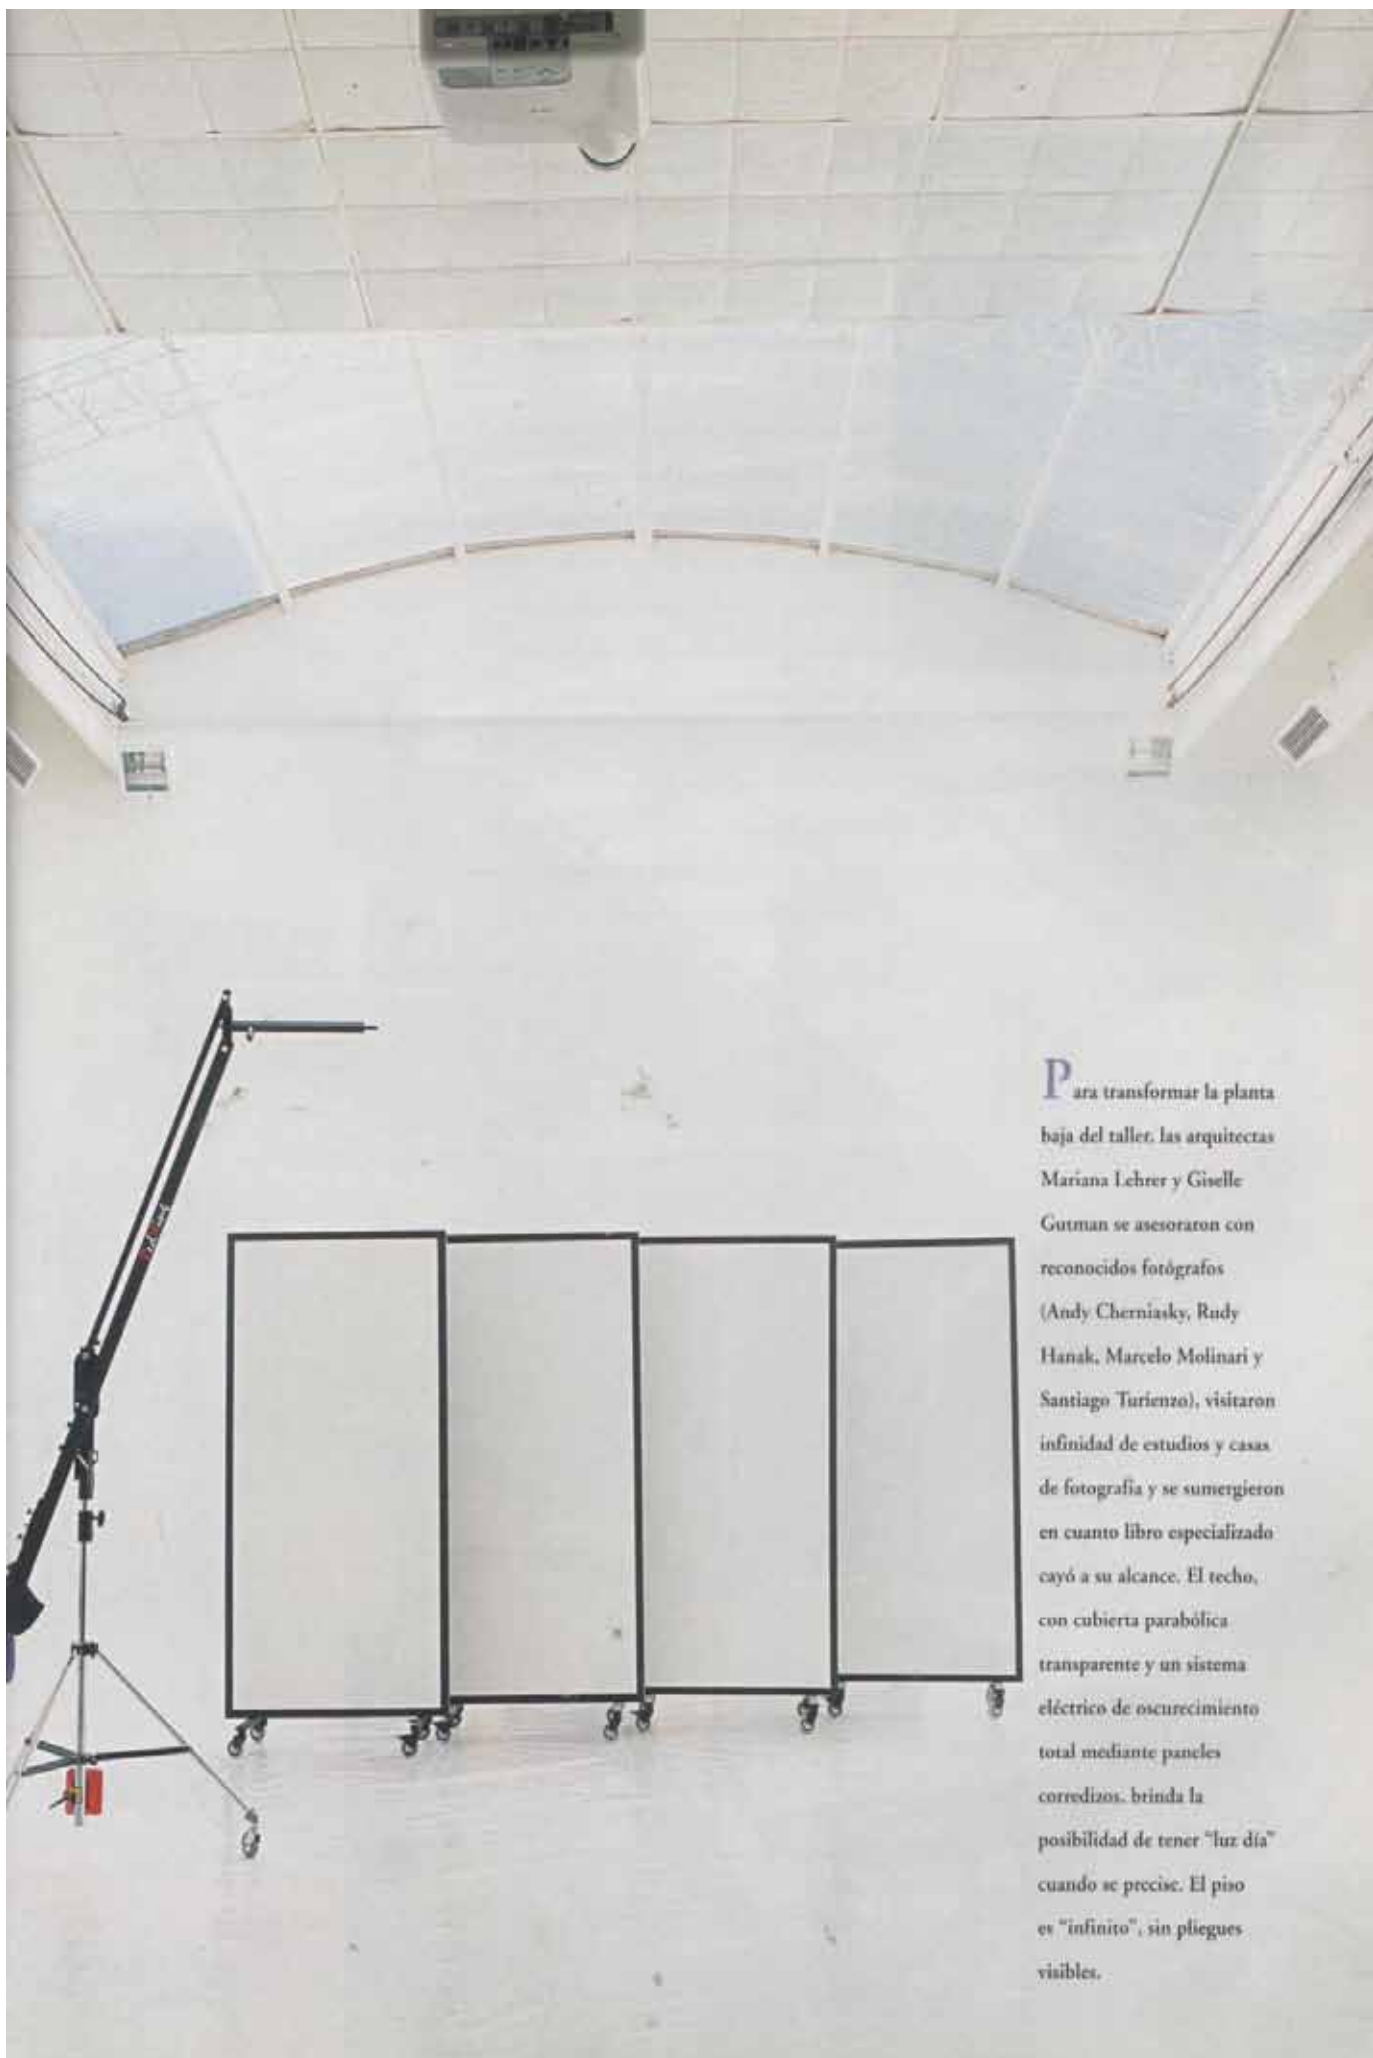 Para transformar la planta
baja del taller, las arquitectas
Mariana Lehrer y Giselle
Gutman se asesoraron con
reconocidos fotógrafos
(Andy Cherniasky, Rudy
Hanak, Marcelo Molinari y
Santiago Turienzo), visitaron
infinidad de estudios y casas
de fotografía y se sumergieron
en cuanto libro especializado
cayó a su alcance. El techo,
con cubierta parabólica
transparente y un sistema
eléctrico de oscurecimiento
total mediante paneles
corredizos, brinda la
posibilidad de tener "luz día"
cuando se precise. El piso
es "infinito", sin pliegues
visibles.